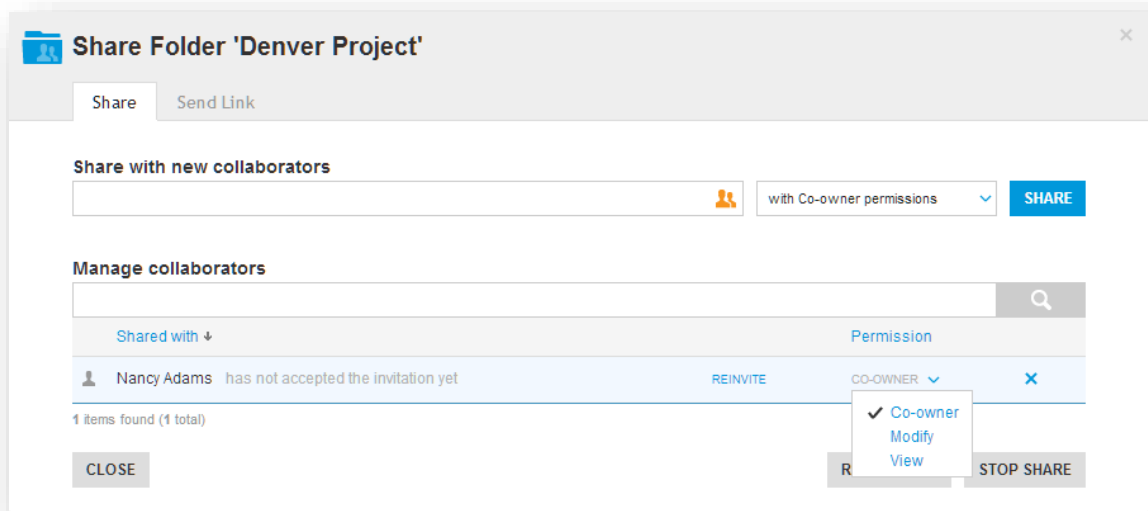 Share Folder 'Denver Project'
Share Send Link
Share with new collaborators
with Co-owner permissions SHARE
Manage collaborators
Shared with Permission
Nancy Adams has not accepted the invitation yet REINVITE CO-OWNER
1 items found (1 total)
Co-owner
Modify
View
CLOSE STOP SHARE